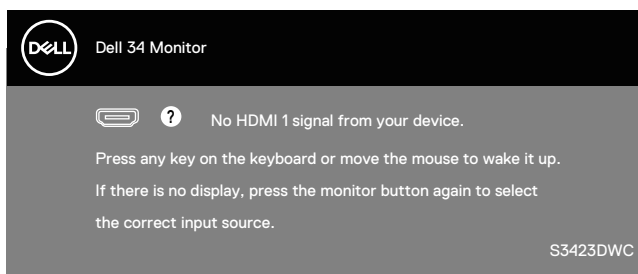 DELL
Dell 34 Monitor
? No HDMI 1 signal from your device.
Press any key on the keyboard or move the mouse to wake it up.
If there is no display, press the monitor button again to select
the correct input source.
S3423DWC